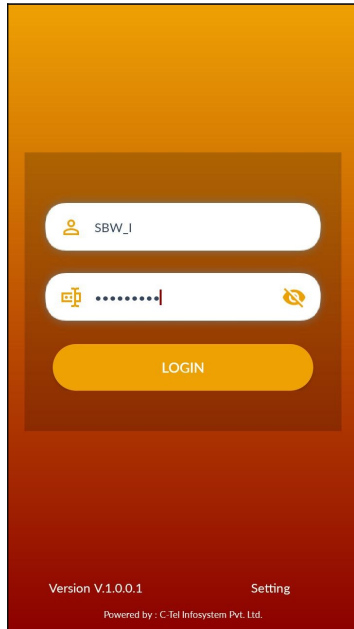 SBW_I
•••••••••
LOGIN
Version V.1.0.0.1 Setting
Powered by : C-Tel Infosystem Pvt. Ltd.